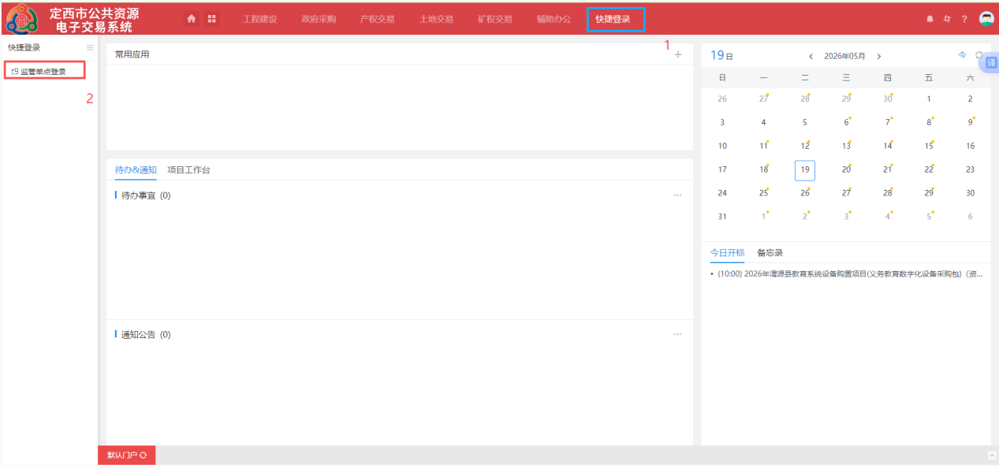 定西市公共资源
电子交易系统
工程建设 政府采购 产权交易 土地交易 矿权交易 辅助办公 快捷登录
?
快捷登录
监管单点登录
1
2
常用应用
19日
2026年05月
今
译
日 一 二 三 四 五 六
26 27 28 29 30 1 2
3 4 5 6 7 8 9
10 11 12 13 14 15 16
17 18 19 20 21 22 23
24 25 26 27 28 29 30
31 1 2 3 4 5 6
待办&通知 项目工作台
待办事宜 (0)
今日开标 备忘录
• (10:00) 2026年渭源县教育系统设备购置项目(义务教育数字化设备采购包)（资...
通知公告 (0)
默认门户